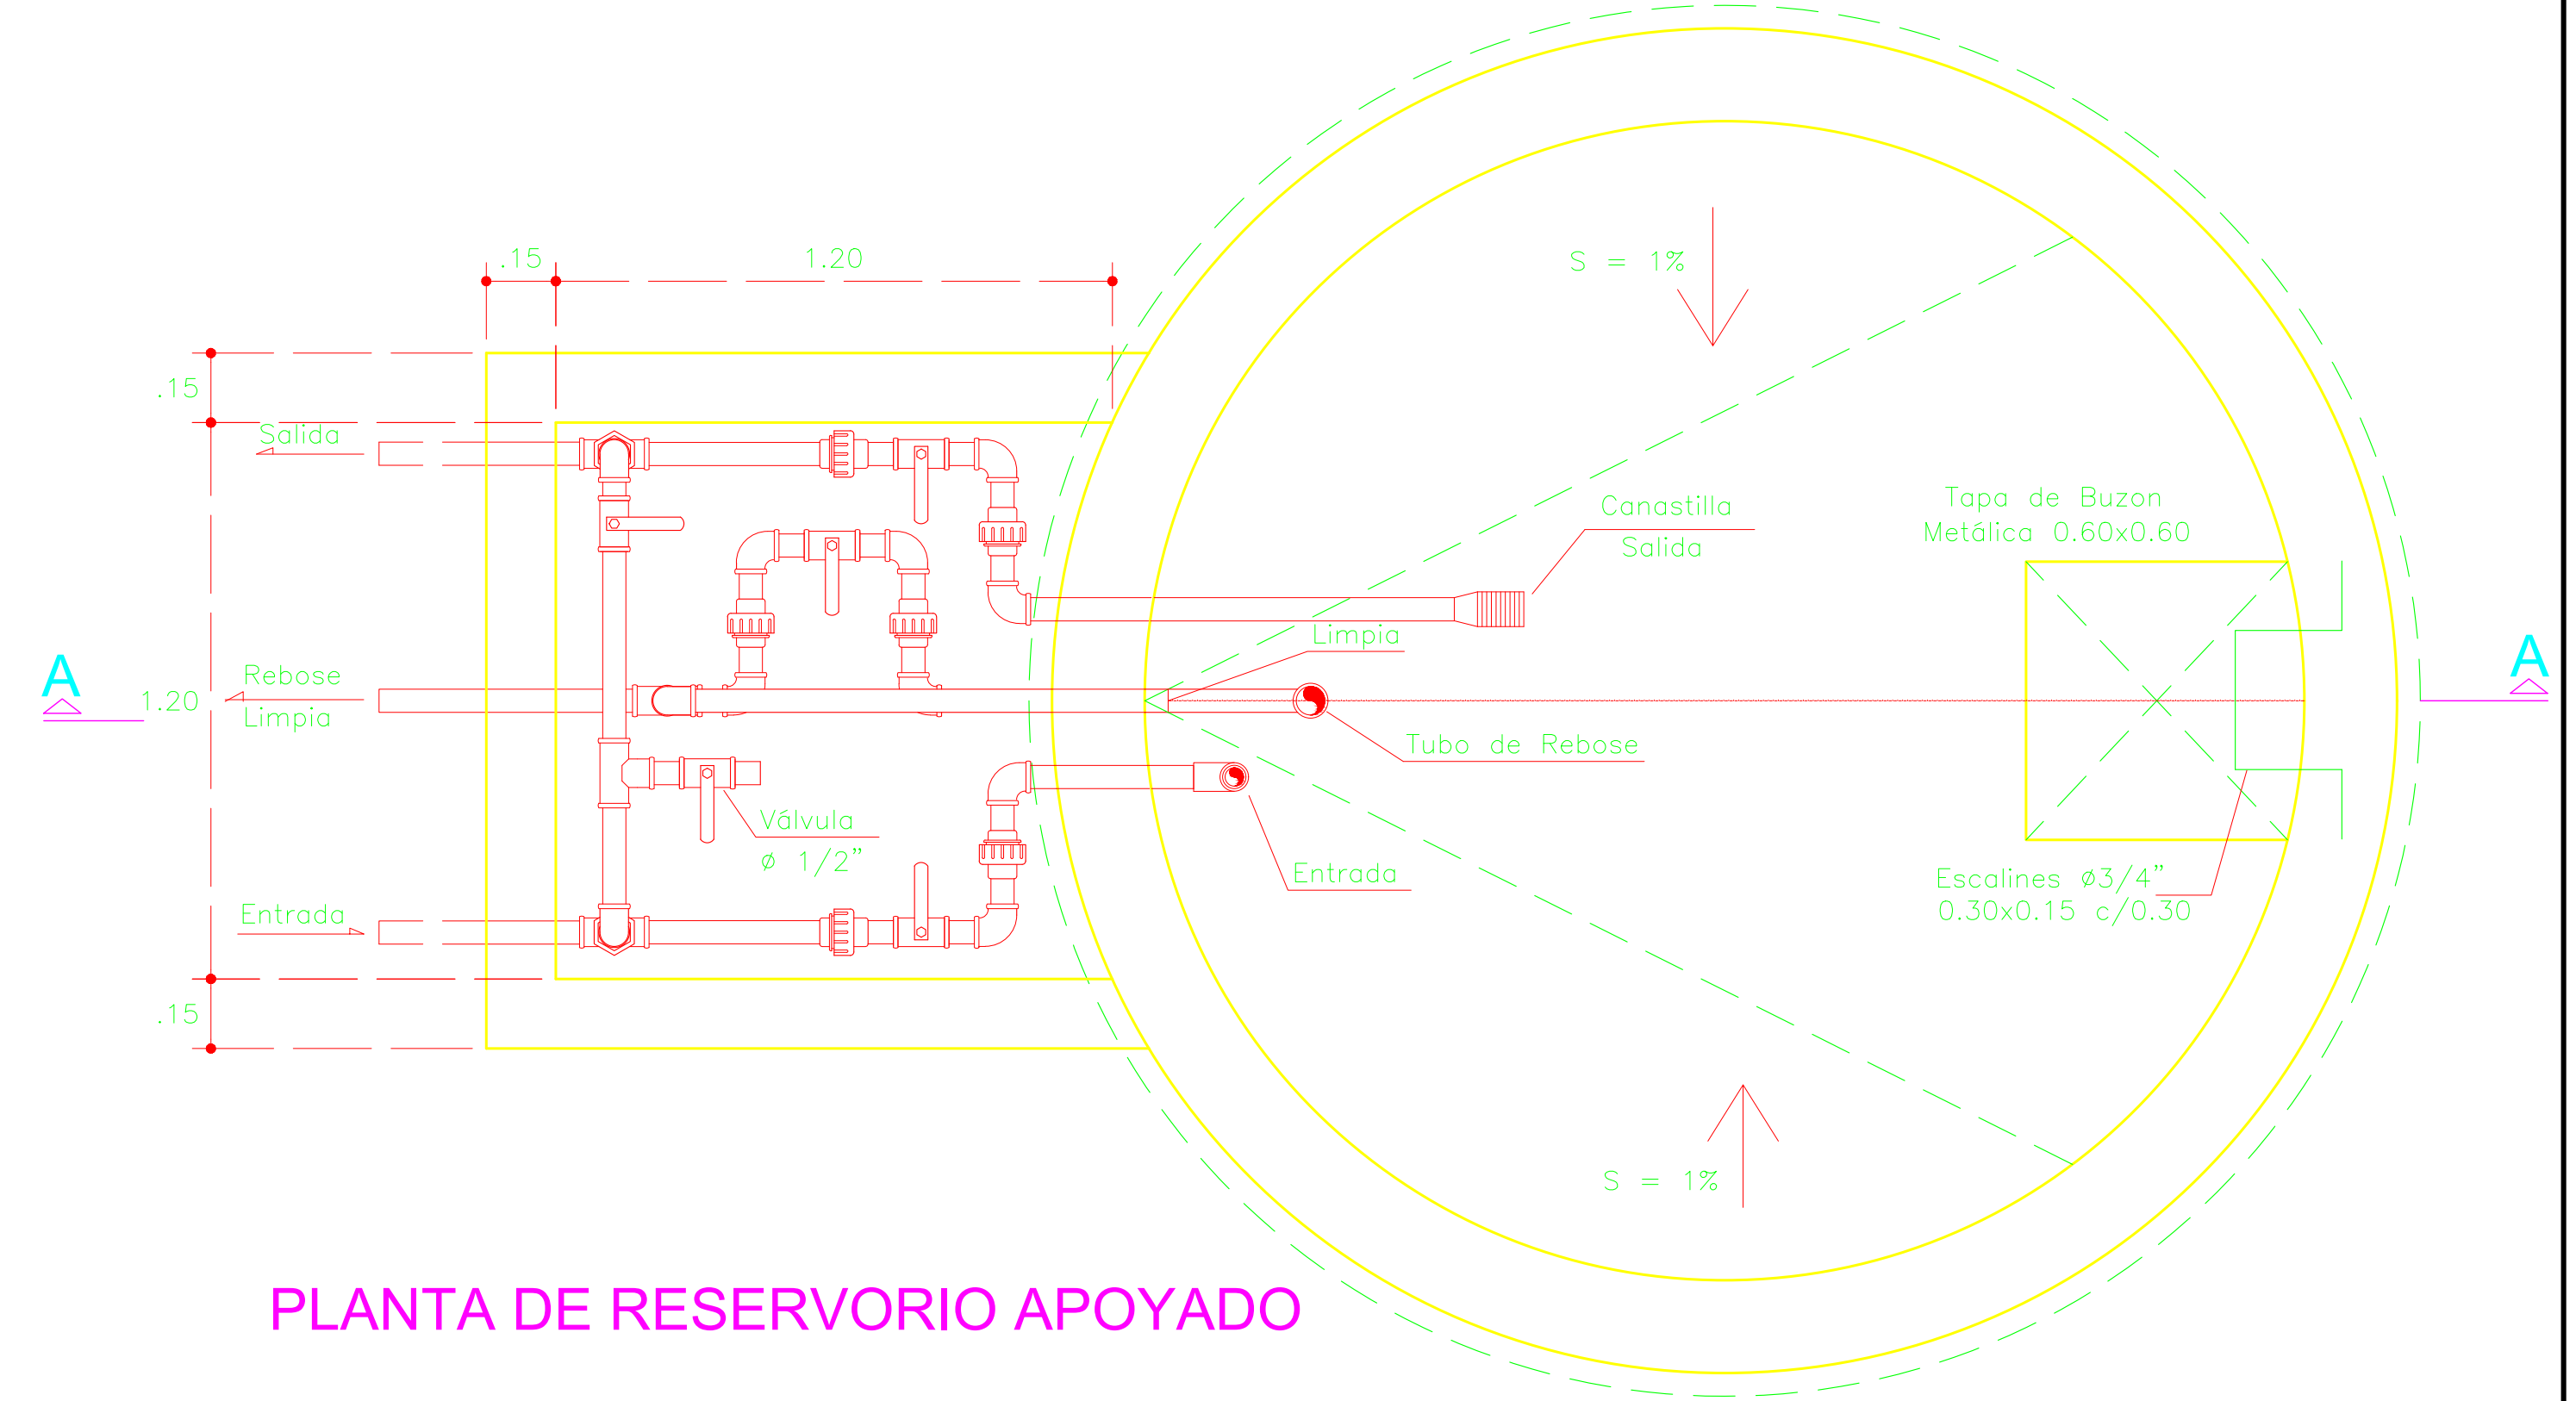 .15
1.20
S = 1%
.15
Salida
Canastilla
Salida
Tapa de Buzon
Metálica 0.60x0.60
Limpia
A
1.20
Rebose
Limpia
A
Tubo de Rebose
Válvula
ø 1/2"
Entrada
Entrada
Escalines ø3/4"
0.30x0.15 c/0.30
.15
S = 1%
PLANTA DE RESERVORIO APOYADO